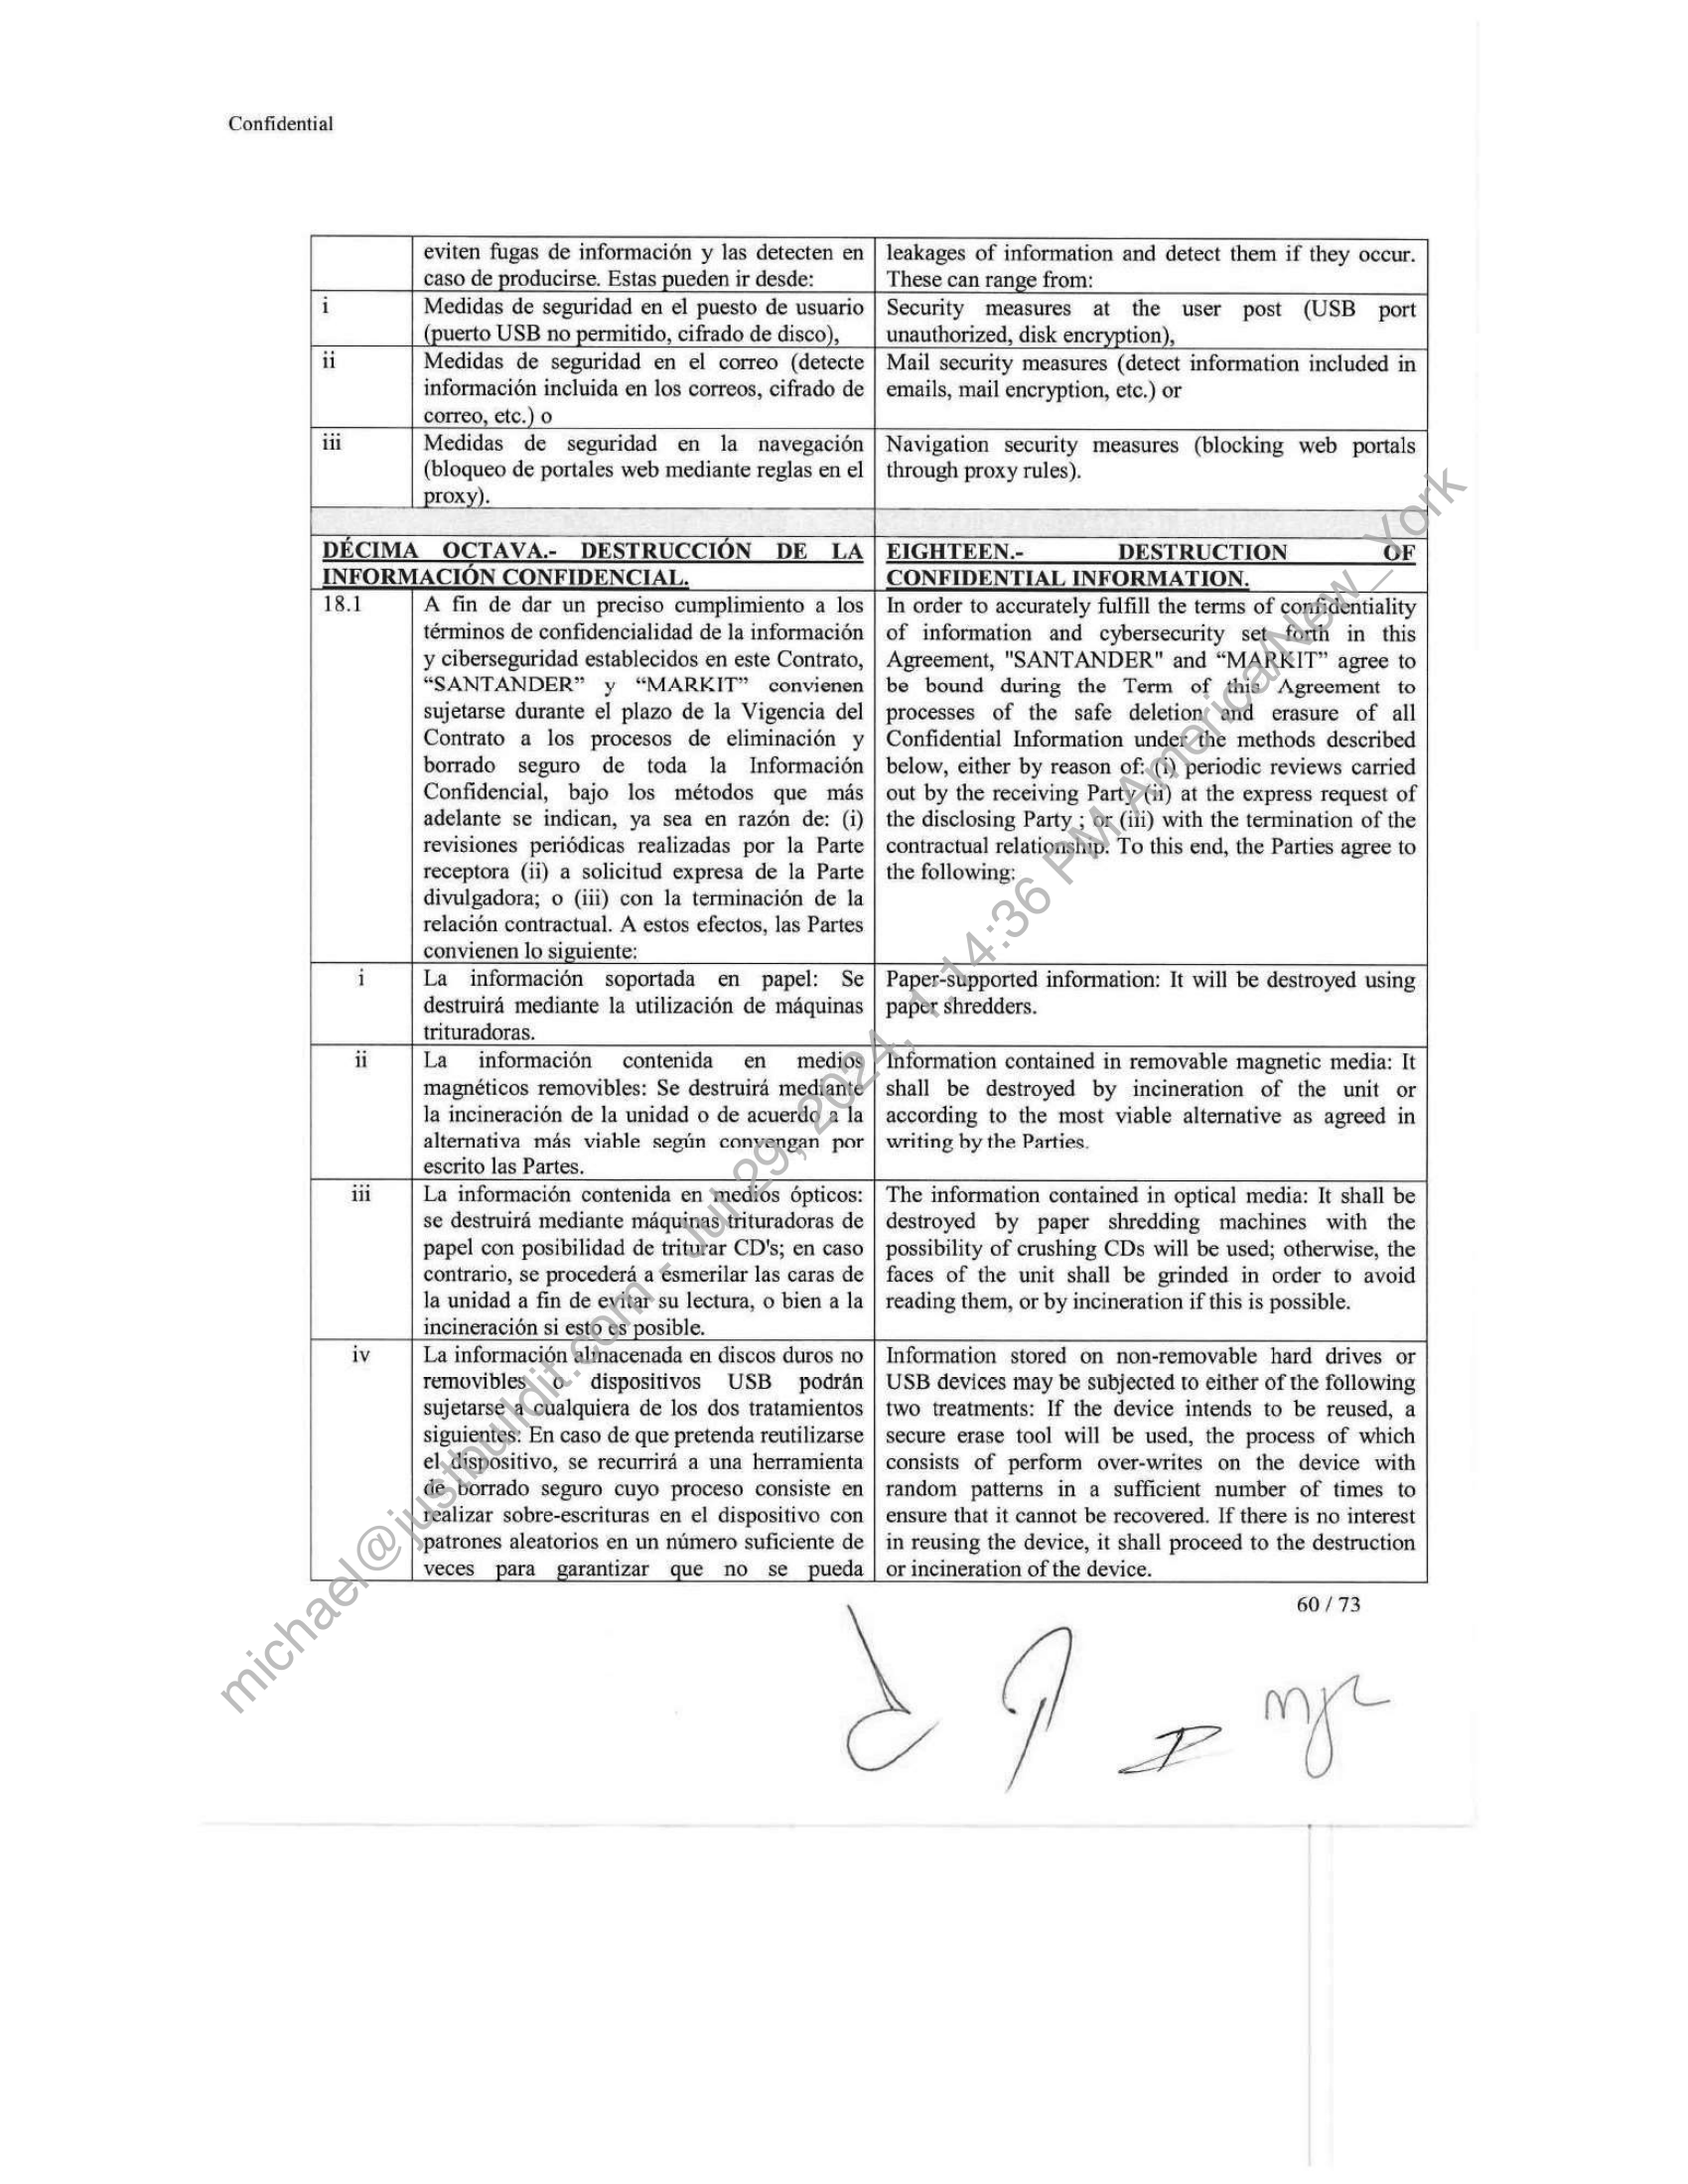 Confidential
eviten fugas de información y las detecten en
caso de producirse. Estas pueden ir desde:
leakages of information and detect them if they occur.
These can range from:
i
Medidas de seguridad en el puesto de usuario
(puerto USB no permitido, cifrado de disco),
Security measures at the user post (USB port
unauthorized, disk encryption),
ii
Medidas de seguridad en el correo (detecte
información incluida en los correos, cifrado de
correo, etc.) o
Mail security measures (detect information included in
emails, mail encryption, etc.) or
iii
Medidas de seguridad en la navegación
(bloqueo de portales web mediante reglas en el
proxy).
Navigation security measures (blocking web portals
through proxy rules).
DÉCIMA OCTAVA.- DESTRUCCIÓN DE LA
INFORMACIÓN CONFIDENCIAL.
EIGHTEEN.- DESTRUCTION OF
CONFIDENTIAL INFORMATION.
18.1
A fin de dar un preciso cumplimiento a los
términos de confidencialidad de la información
y ciberseguridad establecidos en este Contrato,
“SANTANDER” y “MARKIT” convienen
sujetarse durante el plazo de la Vigencia del
Contrato a los procesos de eliminación y
borrado seguro de toda la Información
Confidencial, bajo los métodos que más
adelante se indican, ya sea en razón de: (i)
revisiones periódicas realizadas por la Parte
receptora (ii) a solicitud expresa de la Parte
divulgadora; o (iii) con la terminación de la
relación contractual. A estos efectos, las Partes
convienen lo siguiente:
In order to accurately fulfill the terms of confidentiality
of information and cybersecurity set forth in this
Agreement, "SANTANDER" and “MARKIT” agree to
be bound during the Term of this Agreement to
processes of the safe deletion and erasure of all
Confidential Information under the methods described
below, either by reason of: (i) periodic reviews carried
out by the receiving Party (ii) at the express request of
the disclosing Party ; or (iii) with the termination of the
contractual relationship. To this end, the Parties agree to
the following:
i
La información soportada en papel: Se
destruirá mediante la utilización de máquinas
trituradoras.
Paper-supported information: It will be destroyed using
paper shredders.
ii
La información contenida en medios
magnéticos removibles: Se destruirá mediante
la incineración de la unidad o de acuerdo a la
alternativa más viable según convengan por
escrito las Partes.
Information contained in removable magnetic media: It
shall be destroyed by incineration of the unit or
according to the most viable alternative as agreed in
writing by the Parties.
iii
La información contenida en medios ópticos:
se destruirá mediante máquinas trituradoras de
papel con posibilidad de triturar CD's; en caso
contrario, se procederá a esmerilar las caras de
la unidad a fin de evitar su lectura, o bien a la
incineración si esto es posible.
The information contained in optical media: It shall be
destroyed by paper shredding machines with the
possibility of crushing CDs will be used; otherwise, the
faces of the unit shall be grinded in order to avoid
reading them, or by incineration if this is possible.
iv
La información almacenada en discos duros no
removibles o dispositivos USB podrán
sujetarse a cualquiera de los dos tratamientos
siguientes: En caso de que pretenda reutilizarse
el dispositivo, se recurrirá a una herramienta
de borrado seguro cuyo proceso consiste en
realizar sobre-escrituras en el dispositivo con
patrones aleatorios en un número suficiente de
veces para garantizar que no se pueda
Information stored on non-removable hard drives or
USB devices may be subjected to either of the following
two treatments: If the device intends to be reused, a
secure erase tool will be used, the process of which
consists of perform over-writes on the device with
random patterns in a sufficient number of times to
ensure that it cannot be recovered. If there is no interest
in reusing the device, it shall proceed to the destruction
or incineration of the device.
60 / 73
michael@justbuildit.com - Jul 29, 2024, 1:14:36 PM America/New_York